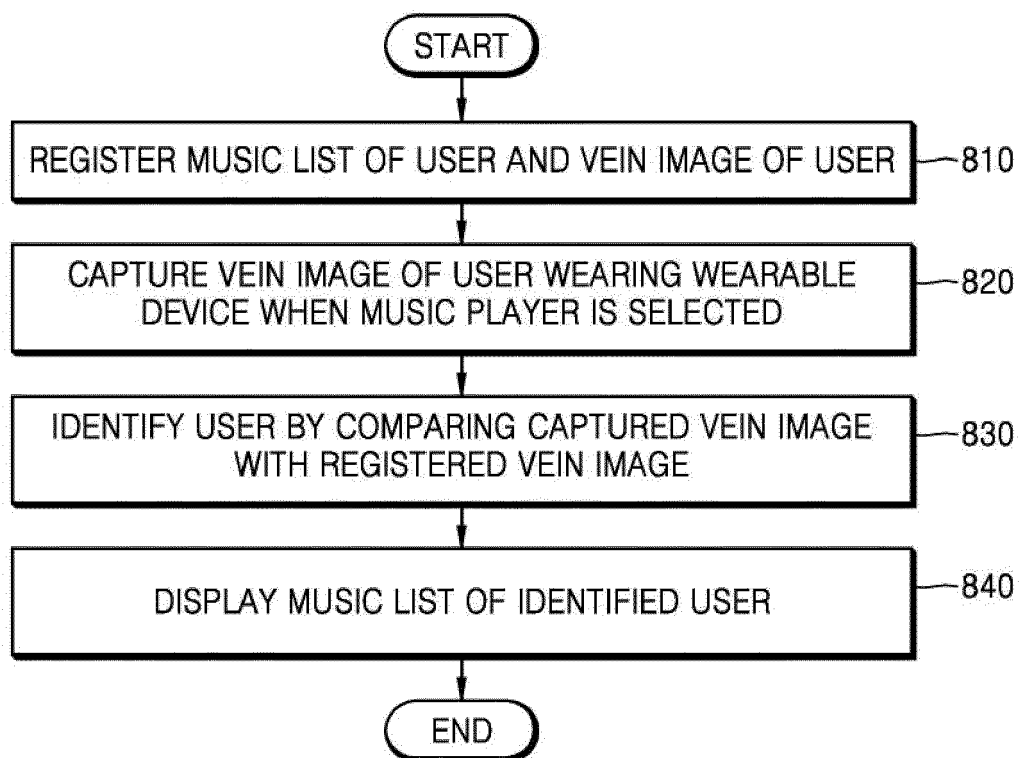 START
REGISTER MUSIC LIST OF USER AND VEIN IMAGE OF USER
810
CAPTURE VEIN IMAGE OF USER WEARING WEARABLE
DEVICE WHEN MUSIC PLAYER IS SELECTED
820
IDENTIFY USER BY COMPARING CAPTURED VEIN IMAGE
WITH REGISTERED VEIN IMAGE
830
DISPLAY MUSIC LIST OF IDENTIFIED USER
840
END